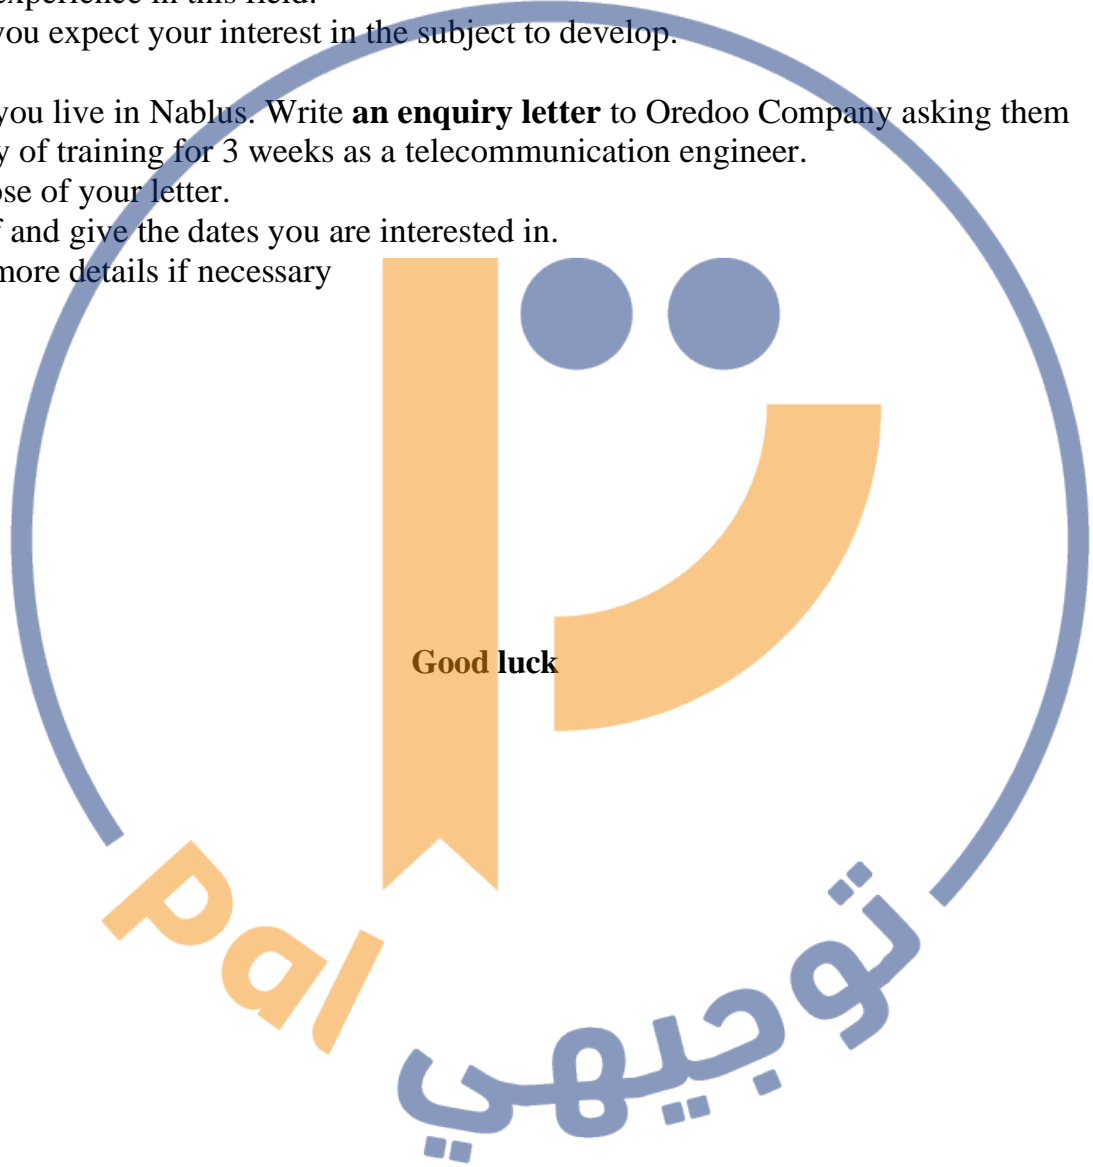 experience in this field.
you expect your interest in the subject to develop.
you live in Nablus. Write an enquiry letter to Oredoo Company asking them
y of training for 3 weeks as a telecommunication engineer.
ose of your letter.
f and give the dates you are interested in.
more details if necessary
Good luck
Pal توجيهي